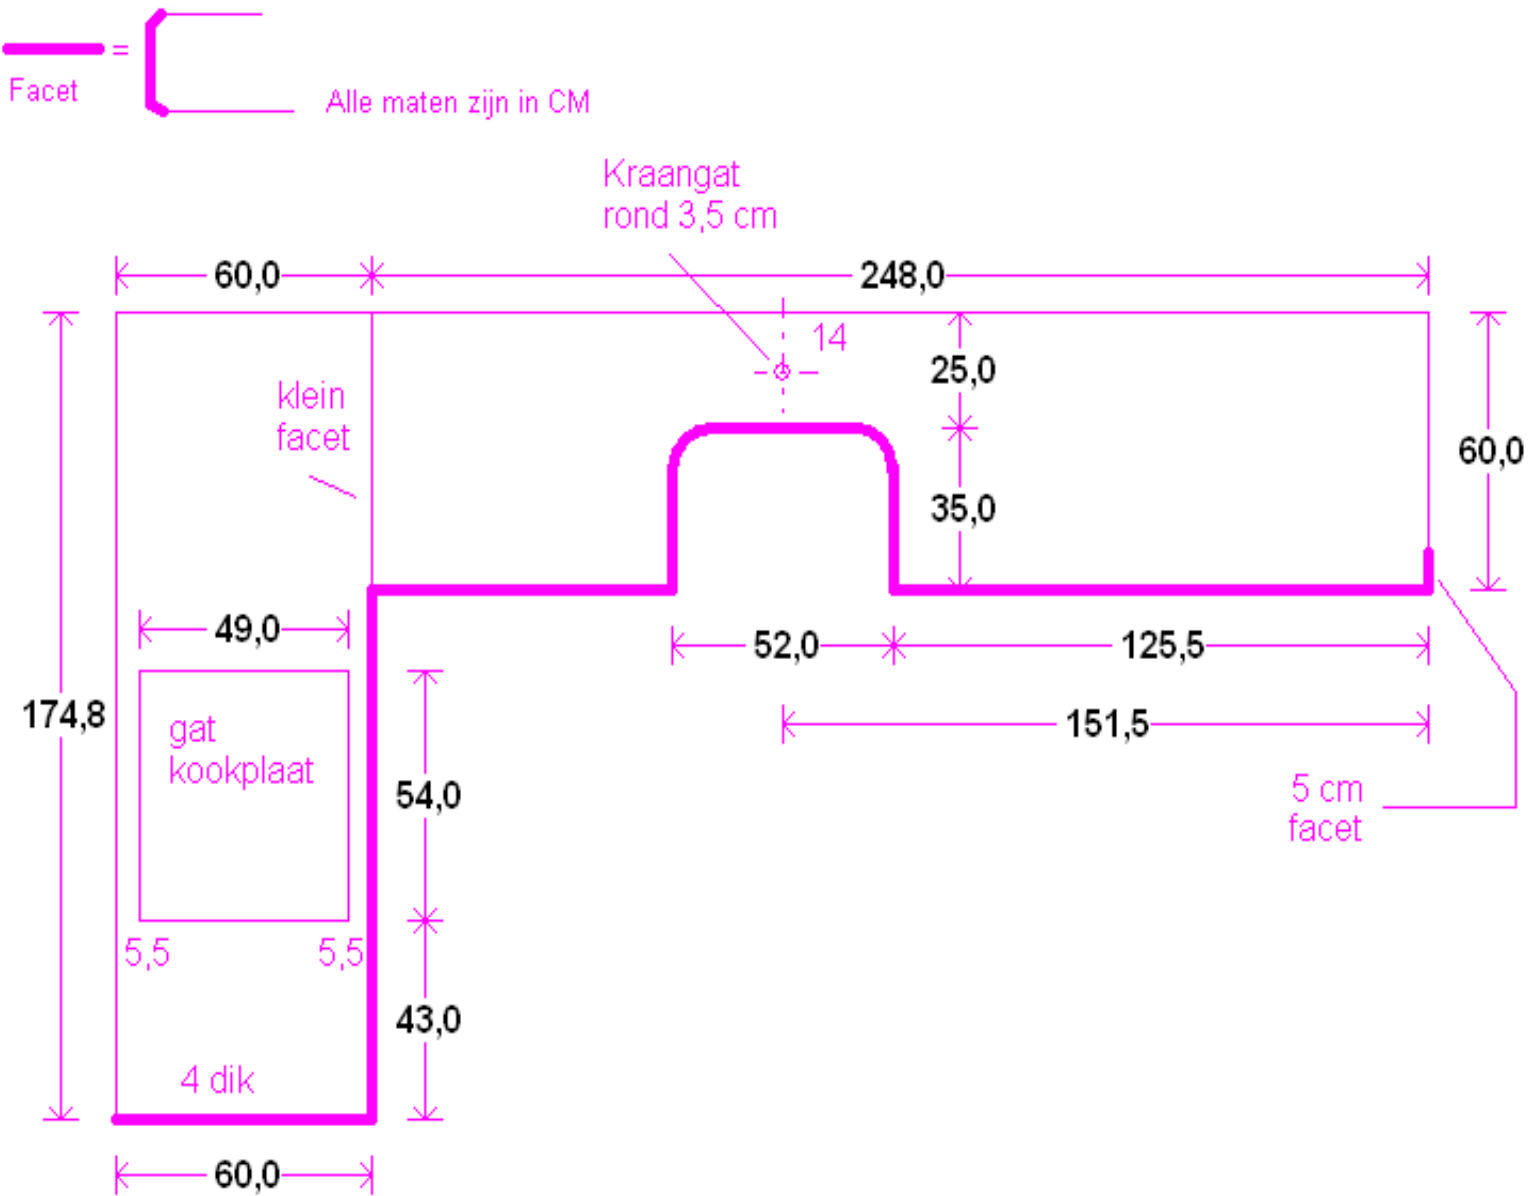 =
Facet
Alle maten zijn in CM
Kraangat
rond 3,5 cm
60,0
248,0
14
25,0
klein
facet
60,0
35,0
49,0
52,0
125,5
174,8
gat
kookplaat
151,5
54,0
5 cm
facet
5,5
5,5
43,0
4 dik
60,0